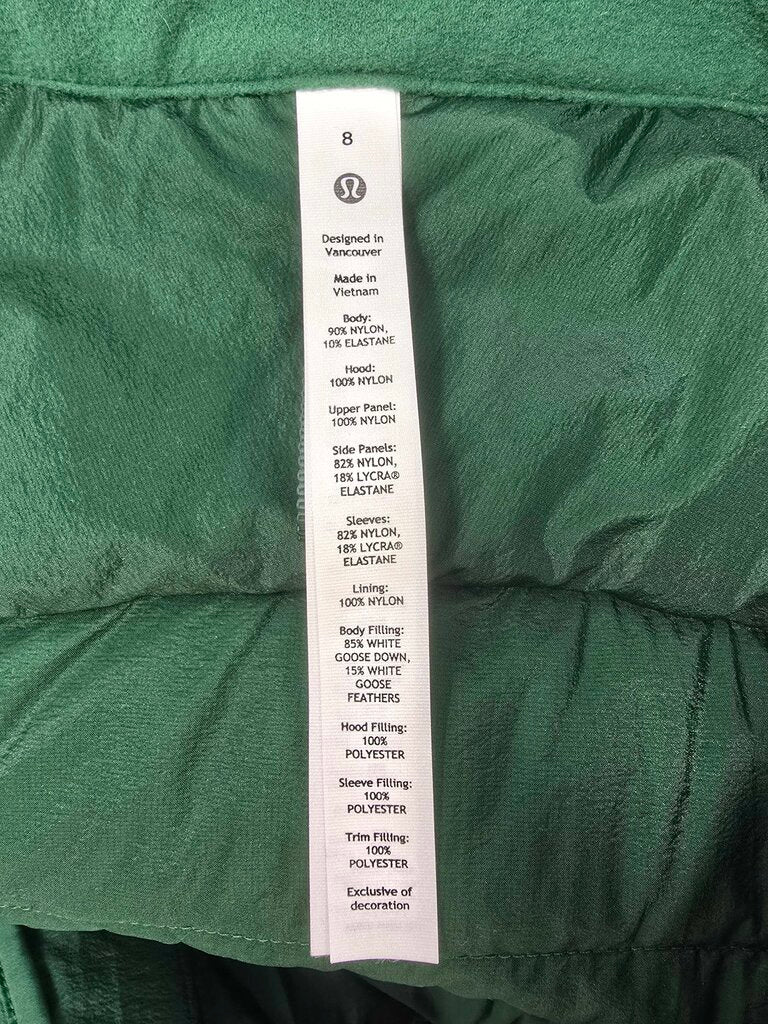 8
Designed in
Vancouver
Made in
Vietnam
Body:
90% NYLON,
10% ELASTANE
Hood:
100% NYLON
Upper Panel:
100% NYLON
Side Panels:
82% NYLON,
18% LYCRA®
ELASTANE
Sleeves:
82% NYLON,
18% LYCRA®
ELASTANE
Lining:
100% NYLON
Body Filling:
85% WHITE
GOOSE DOWN,
15% WHITE
GOOSE
FEATHERS
Hood Filling:
100%
POLYESTER
Sleeve Filling:
100%
POLYESTER
Trim Filling:
100%
POLYESTER
Exclusive of
decoration